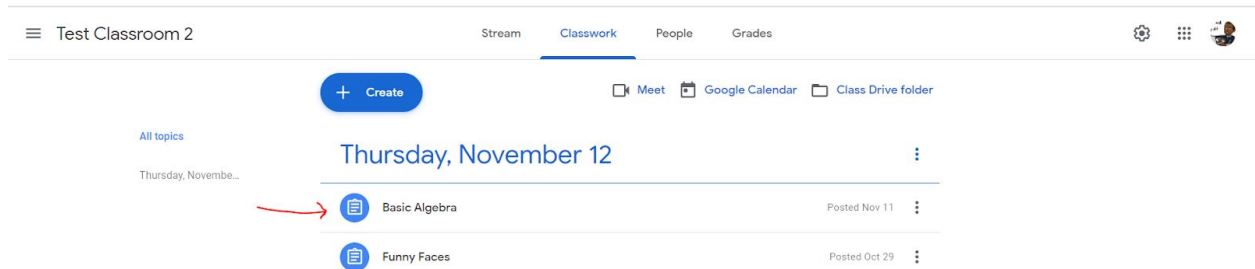 Test Classroom 2 Stream Classwork People Grades
+ Create Meet Google Calendar Class Drive folder
All topics
Thursday, Novembe...
Thursday, November 12
Basic Algebra Posted Nov 11
Funny Faces Posted Oct 29